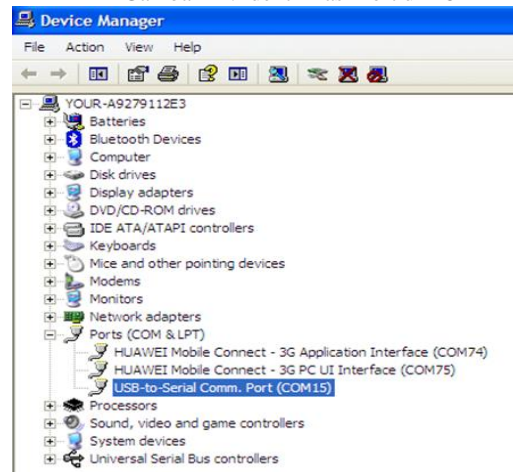 Device Manager
File Action View Help
YOUR-A9279112E3
Batteries
Bluetooth Devices
Computer
Disk drives
Display adapters
DVD/CD-ROM drives
IDE ATA/ATAPI controllers
Keyboards
Mice and other pointing devices
Modems
Monitors
Network adapters
Ports (COM & LPT)
HUAWEI Mobile Connect - 3G Application Interface (COM74)
HUAWEI Mobile Connect - 3G PC UI Interface (COM75)
USB-to-Serial Comm. Port (COM15)
Processors
Sound, video and game controllers
System devices
Universal Serial Bus controllers